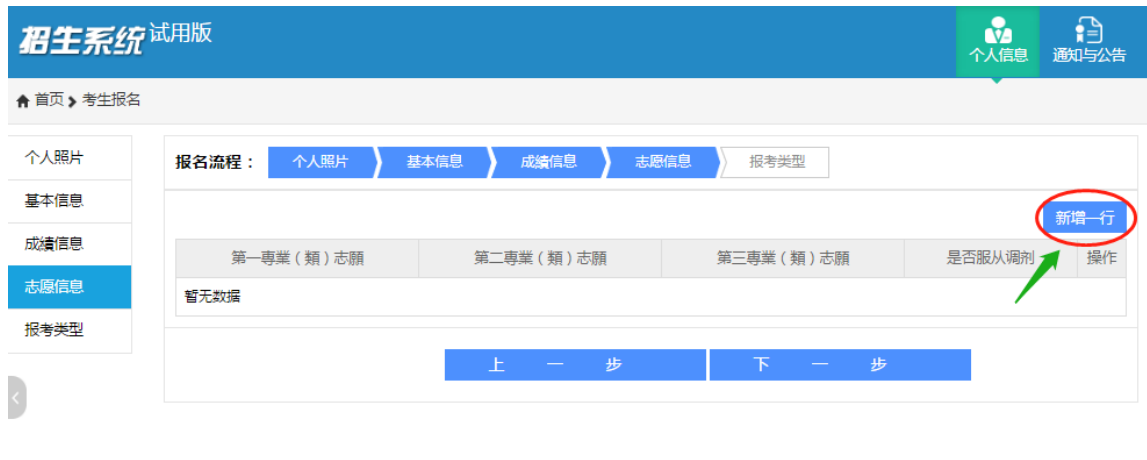 招生系统 试用版
个人信息
通知与公告
首页 考生报名
个人照片
基本信息
成績信息
志愿信息
报考类型
报名流程： 个人照片 基本信息 成績信息 志愿信息 报考类型
新增一行
第一專業（類）志願 第二專業（類）志願 第三專業（類）志願 是否服从调剂 操作
暂无数据
上 一 步 下 一 步